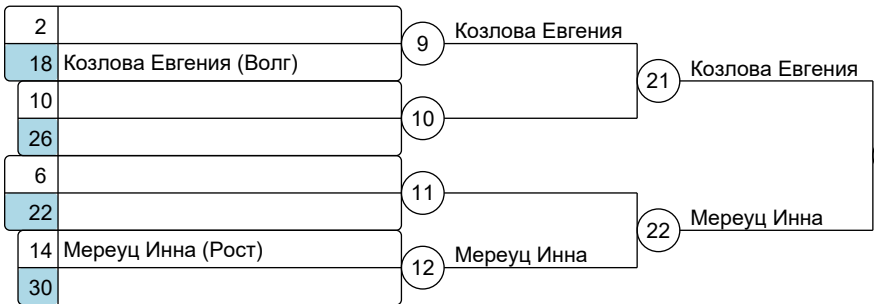 2
9 Козлова Евгения
18 Козлова Евгения (Волг)
21 Козлова Евгения
10
10
26
6
11
22
22 Мереуц Инна
14 Мереуц Инна (Рост)
12 Мереуц Инна
30